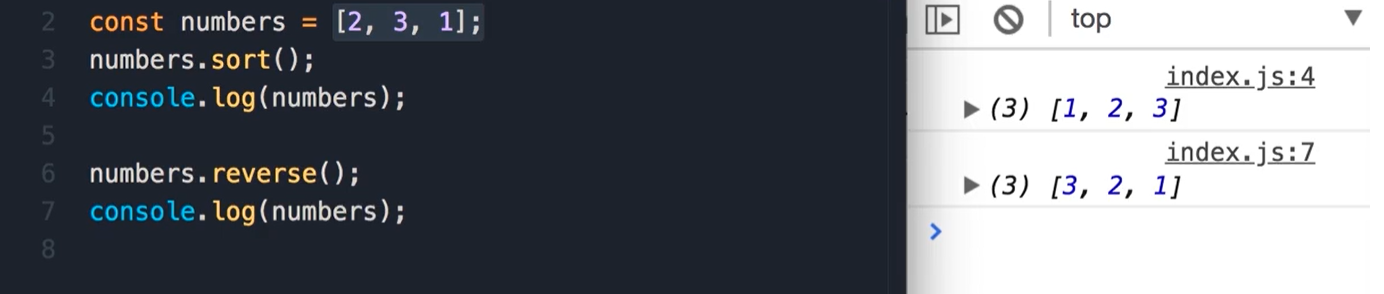 2 const numbers = [2, 3, 1];
3 numbers.sort();
4 console.log(numbers);
5
6 numbers.reverse();
7 console.log(numbers);
8
top
index.js:4
(3) [1, 2, 3]
index.js:7
(3) [3, 2, 1]